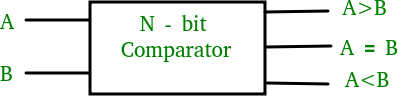 A
B
N - bit
Comparator
A>B
A = B
A<B